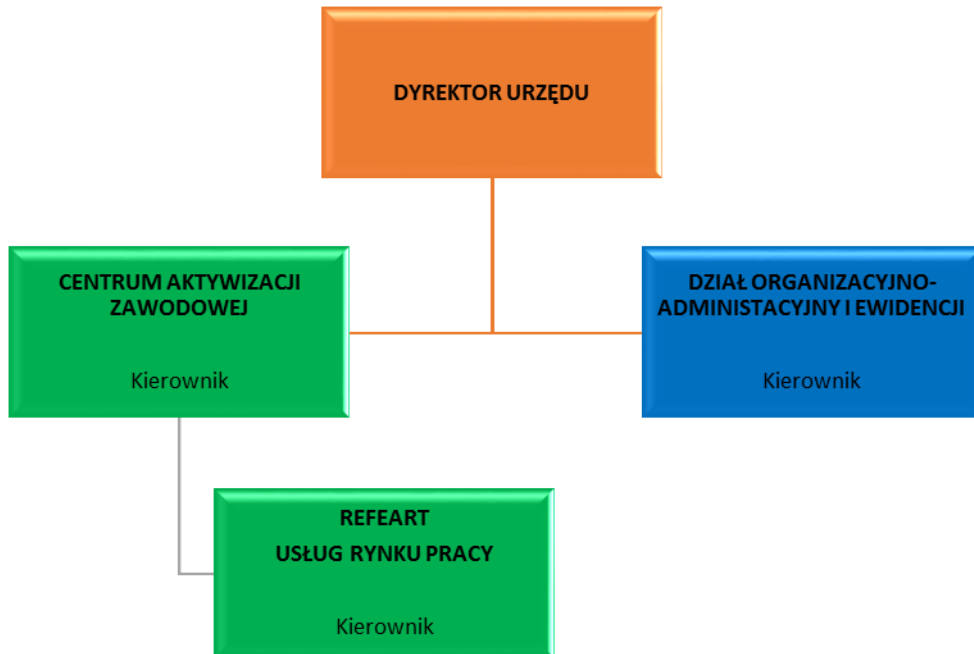 DYREKTOR URZĘDU
CENTRUM AKTYWIZACJI
ZAWODOWEJ
Kierownik
DZIAŁ ORGANIZACYJNO-
ADMINISTACYJNY I EWIDENCJI
Kierownik
REFEART
USŁUG RYNKU PRACY
Kierownik